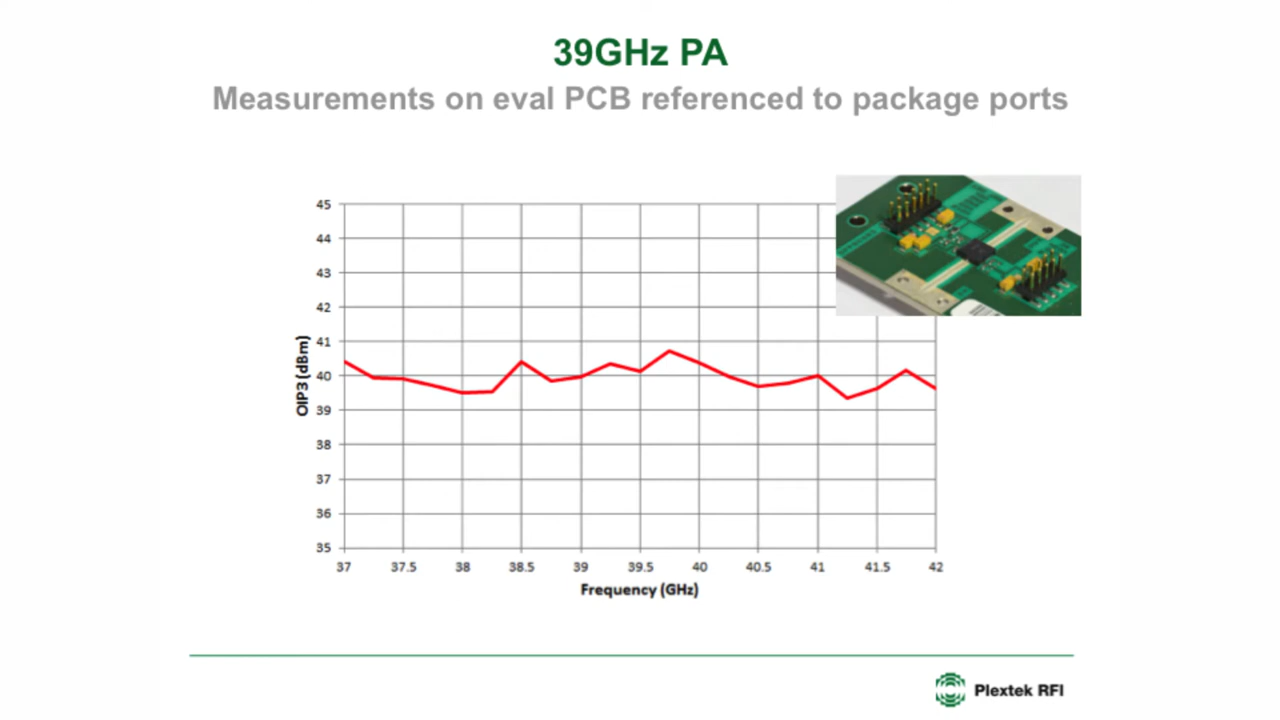 39GHz PA
Measurements on eval PCB referenced to package ports
45
44
43
42
41
40
39
38
37
36
35
OIP3 (dBm)
37 37.5 38 38.5 39 39.5 40 40.5 41 41.5 42
Frequency (GHz)
Plextek RFI